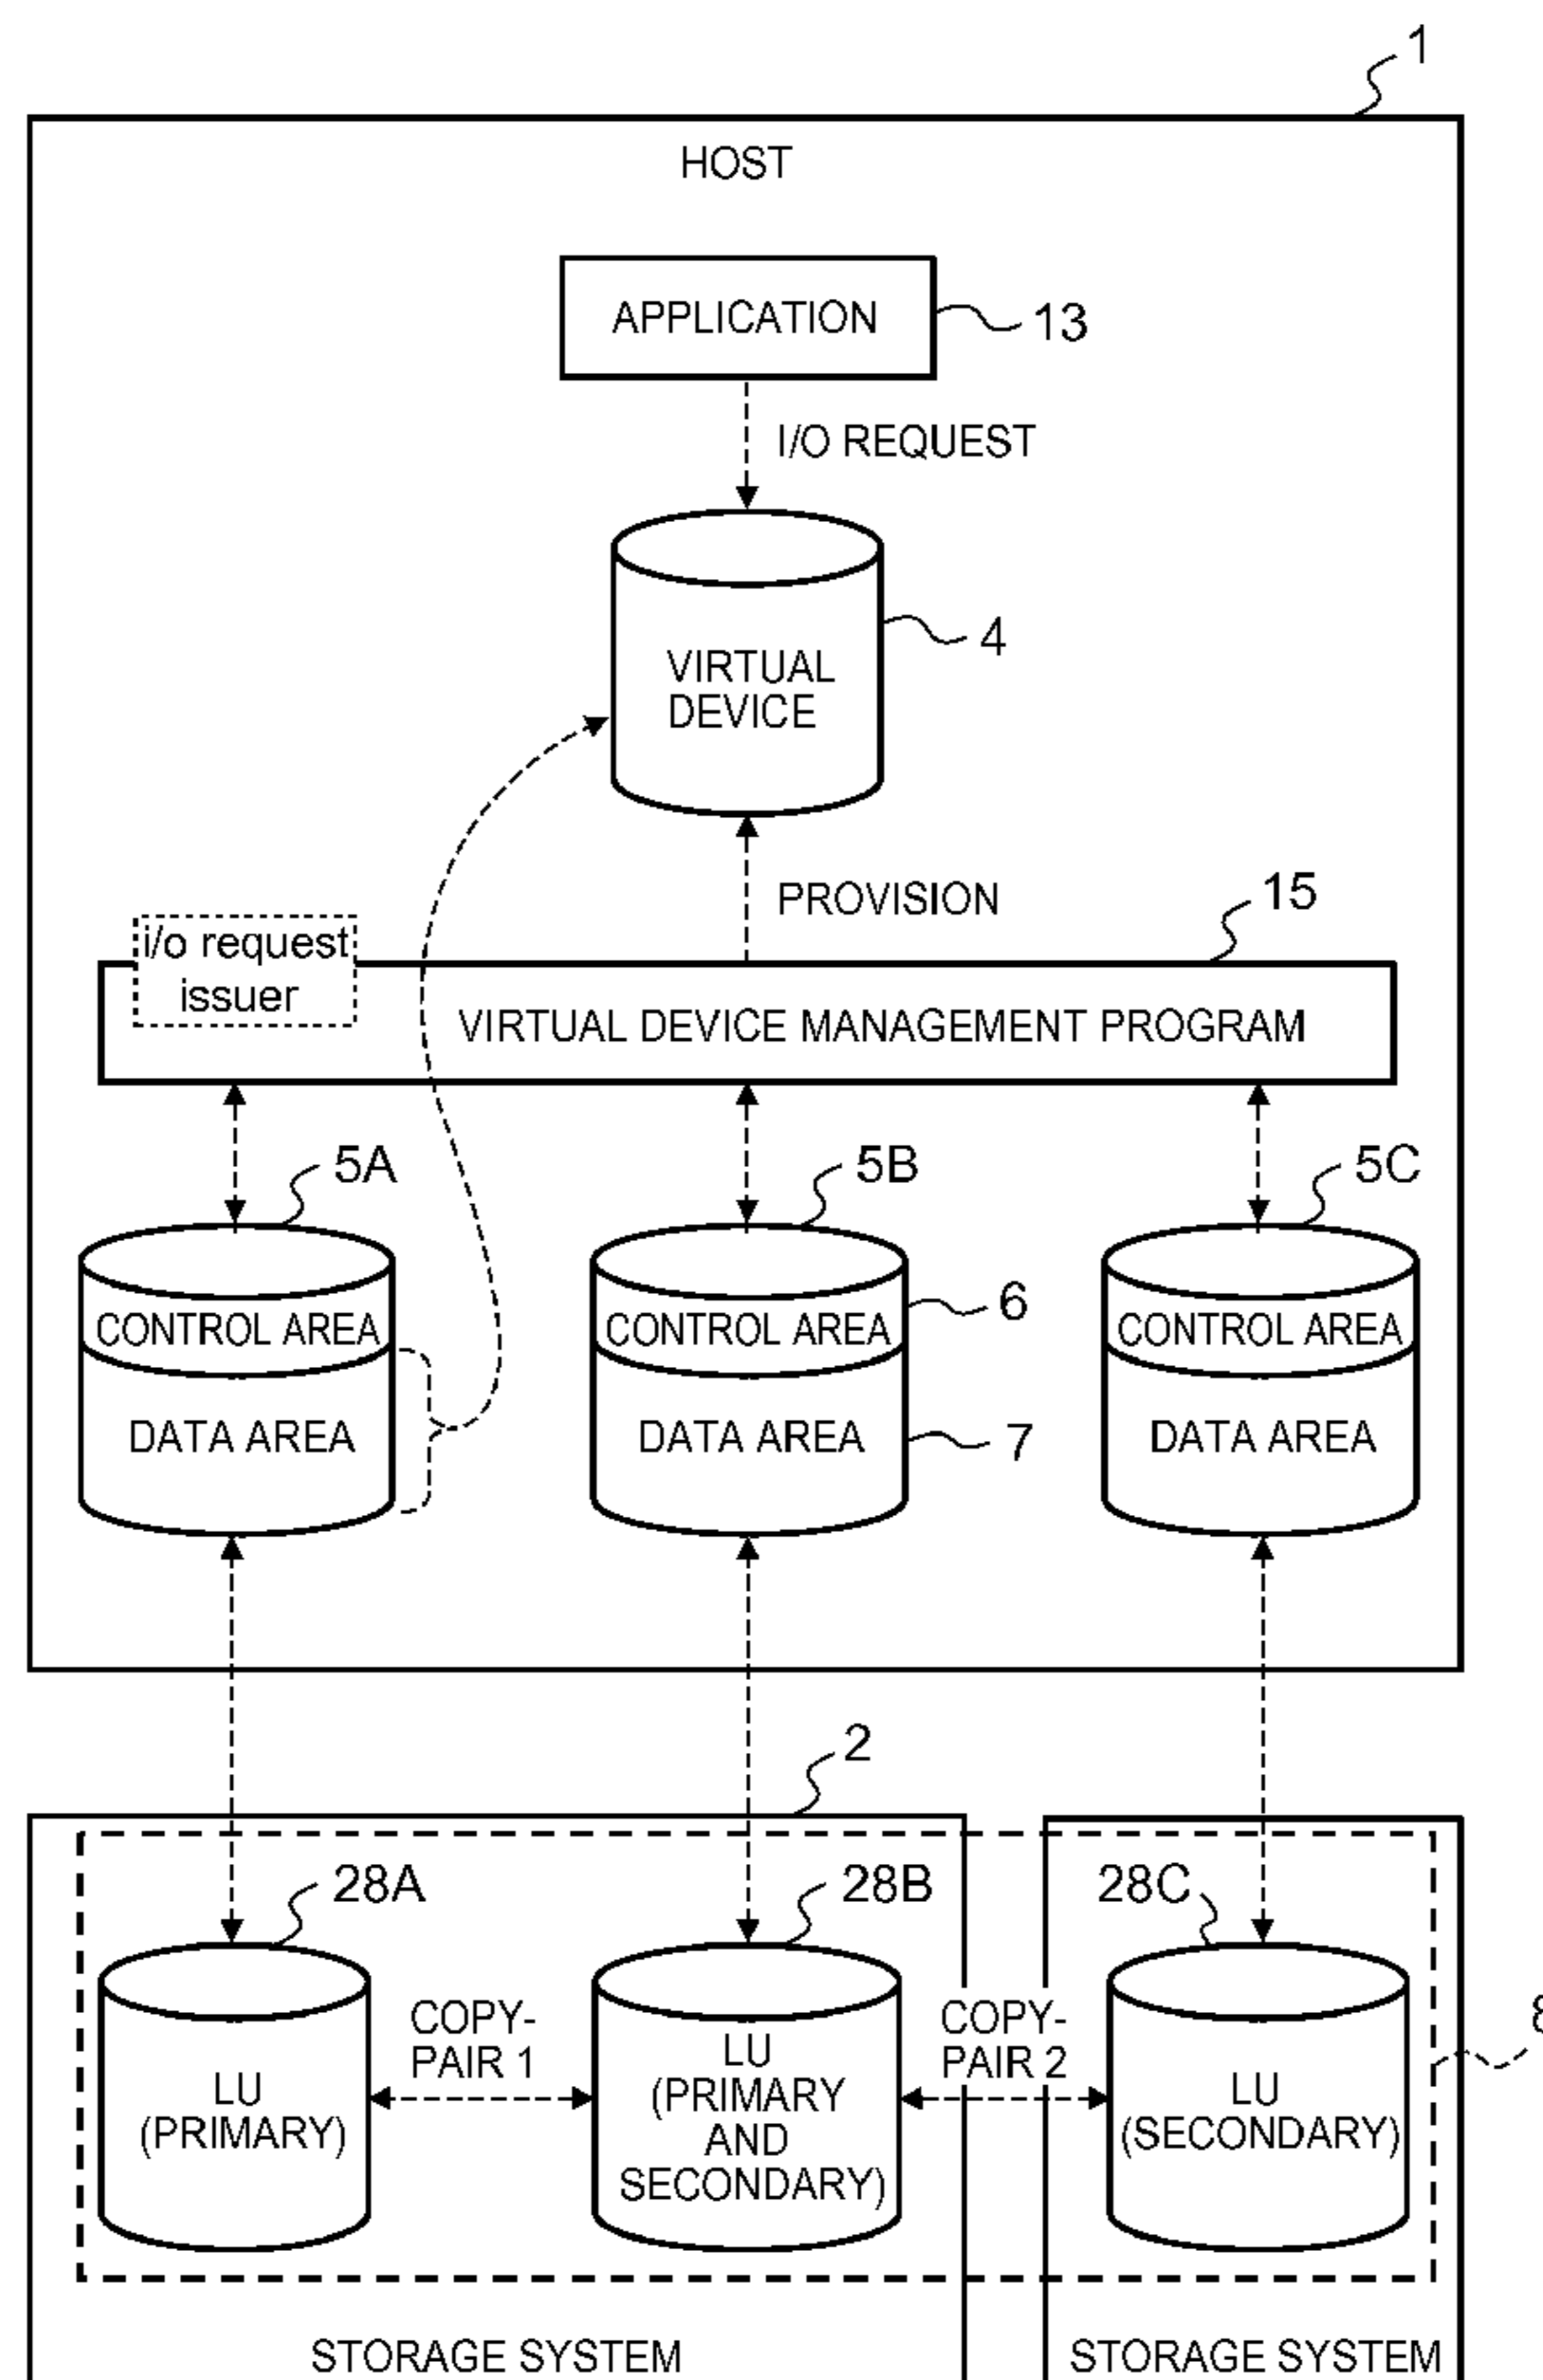 1
HOST
APPLICATION
13
I/O REQUEST
4
VIRTUAL
DEVICE
PROVISION
15
i/o request
issuer
VIRTUAL DEVICE MANAGEMENT PROGRAM
5A
5B
5C
CONTROL AREA
CONTROL AREA
6
CONTROL AREA
DATA AREA
DATA AREA
7
DATA AREA
2
28A
28B
28C
8
COPY-
PAIR 1
COPY-
PAIR 2
LU
(PRIMARY)
LU
(PRIMARY
AND
SECONDARY)
LU
(SECONDARY)
STORAGE SYSTEM
STORAGE SYSTEM